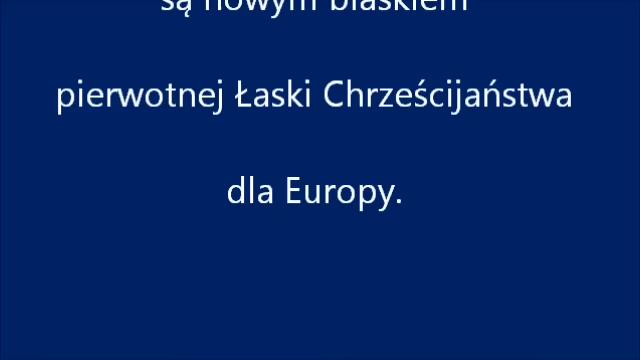 są nowym blaskiem
pierwotnej Łaski Chrześcijaństwa
dla Europy.